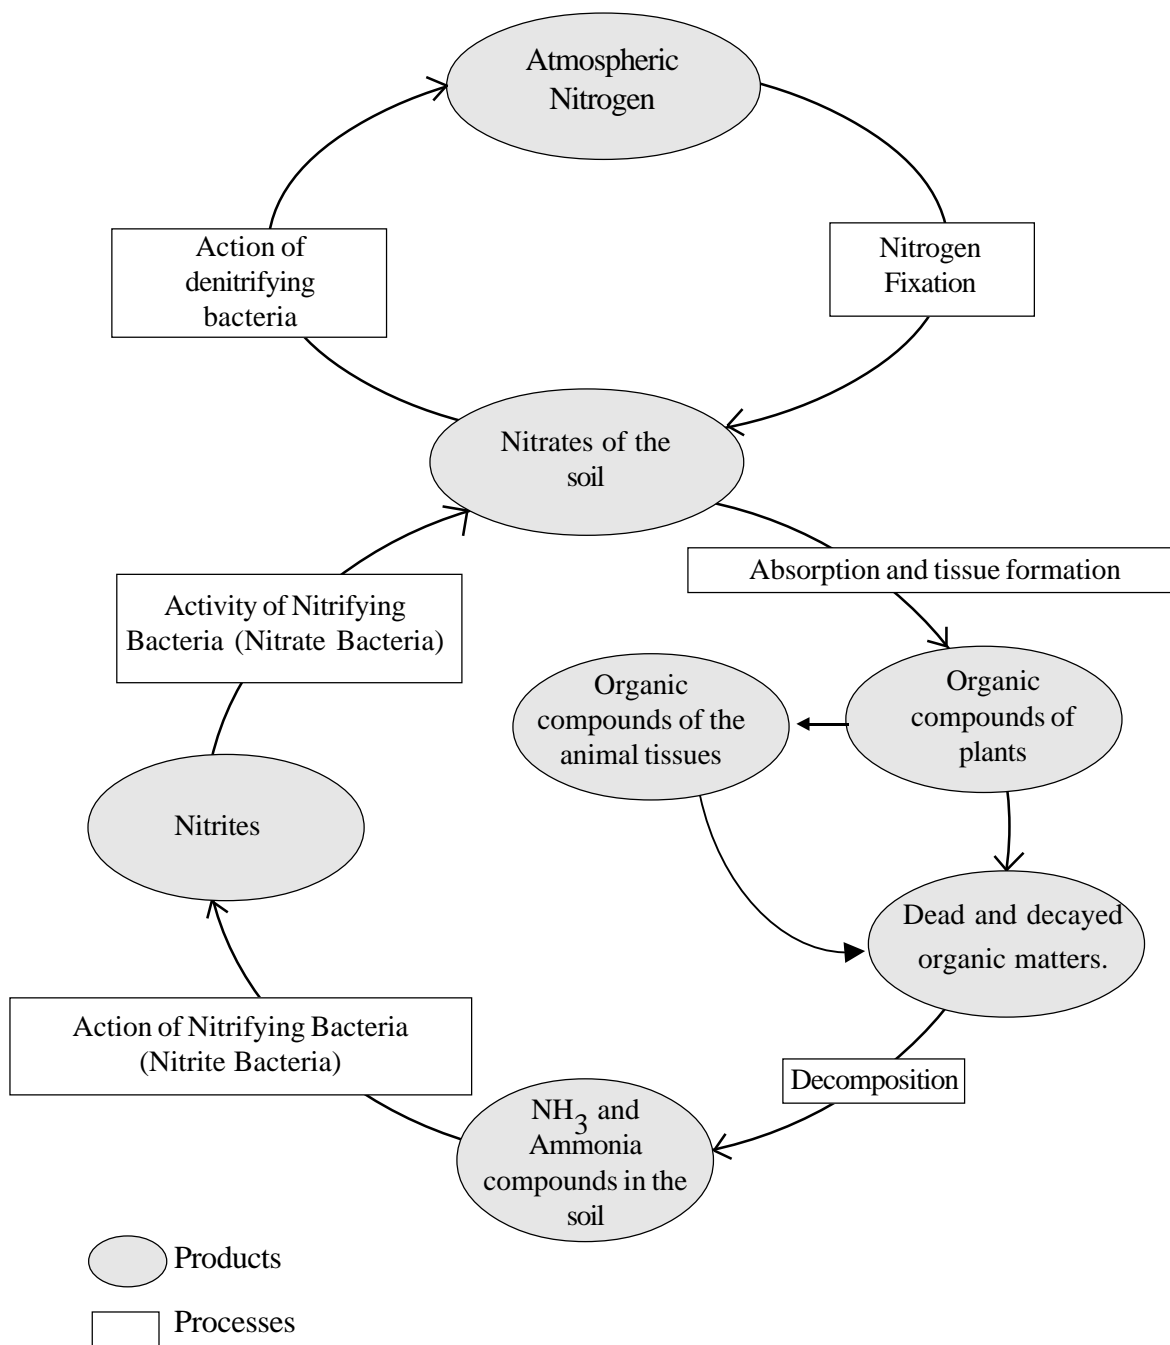 Atmospheric
Nitrogen
Action of
denitrifying
bacteria
Nitrogen
Fixation
Nitrates of the
soil
Absorption and tissue formation
Activity of Nitrifying
Bacteria (Nitrate Bacteria)
Organic
compounds of the
animal tissues
Organic
compounds of
plants
Nitrites
Dead and decayed
organic matters.
Action of Nitrifying Bacteria
(Nitrite Bacteria)
Decomposition
NH3 and
Ammonia
compounds in the
soil
Products
Processes